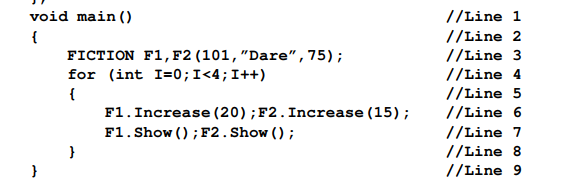 void main() //Line 1
{ //Line 2
FICTION F1,F2(101,”Dare”,75); //Line 3
for (int I=0;I<4;I++) //Line 4
{ //Line 5
F1.Increase(20);F2.Increase(15); //Line 6
F1.Show();F2.Show(); //Line 7
} //Line 8
} //Line 9